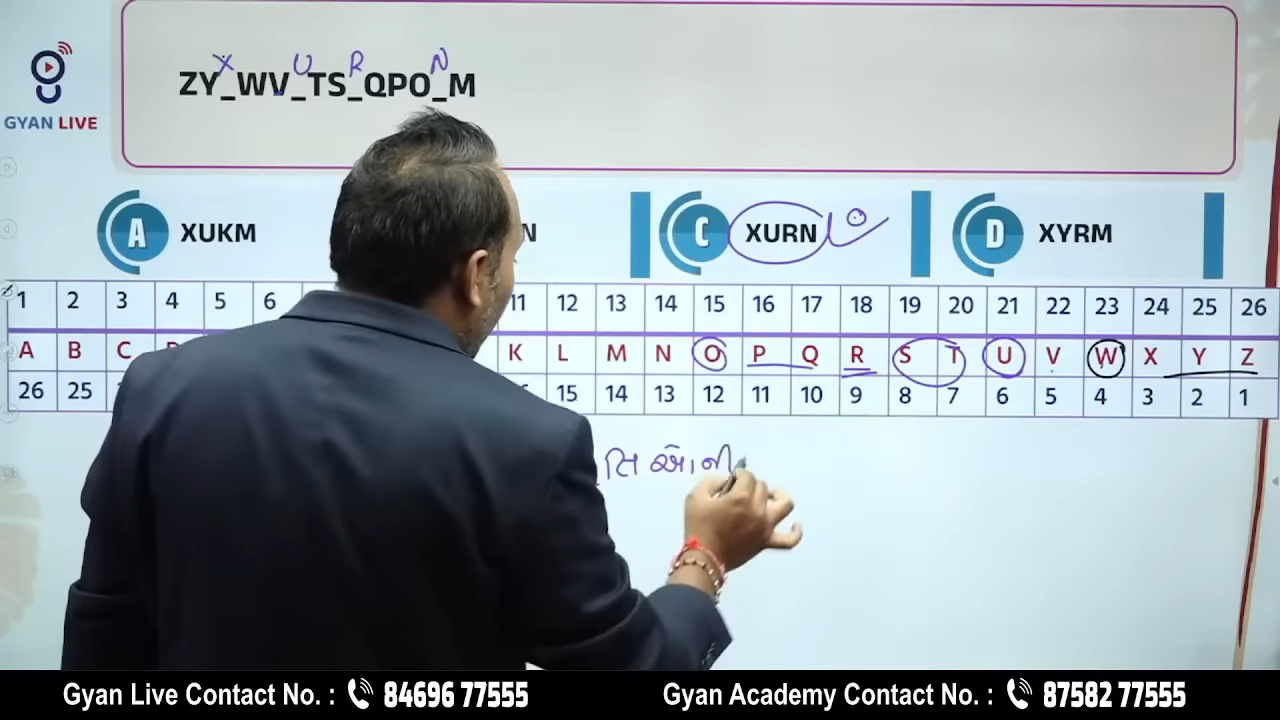 X U R N
ZY_WV_TS_QPO_M
GYAN LIVE
A XUKM N C XURN D XYRM
1 2 3 4 5 6 11 12 13 14 15 16 17 18 19 20 21 22 23 24 25 26
A B C K L M N O P Q R S T U V W X Y Z
26 25 15 14 13 12 11 10 9 8 7 6 5 4 3 2 1
Gyan Live Contact No. : 84696 77555 Gyan Academy Contact No. : 87582 77555